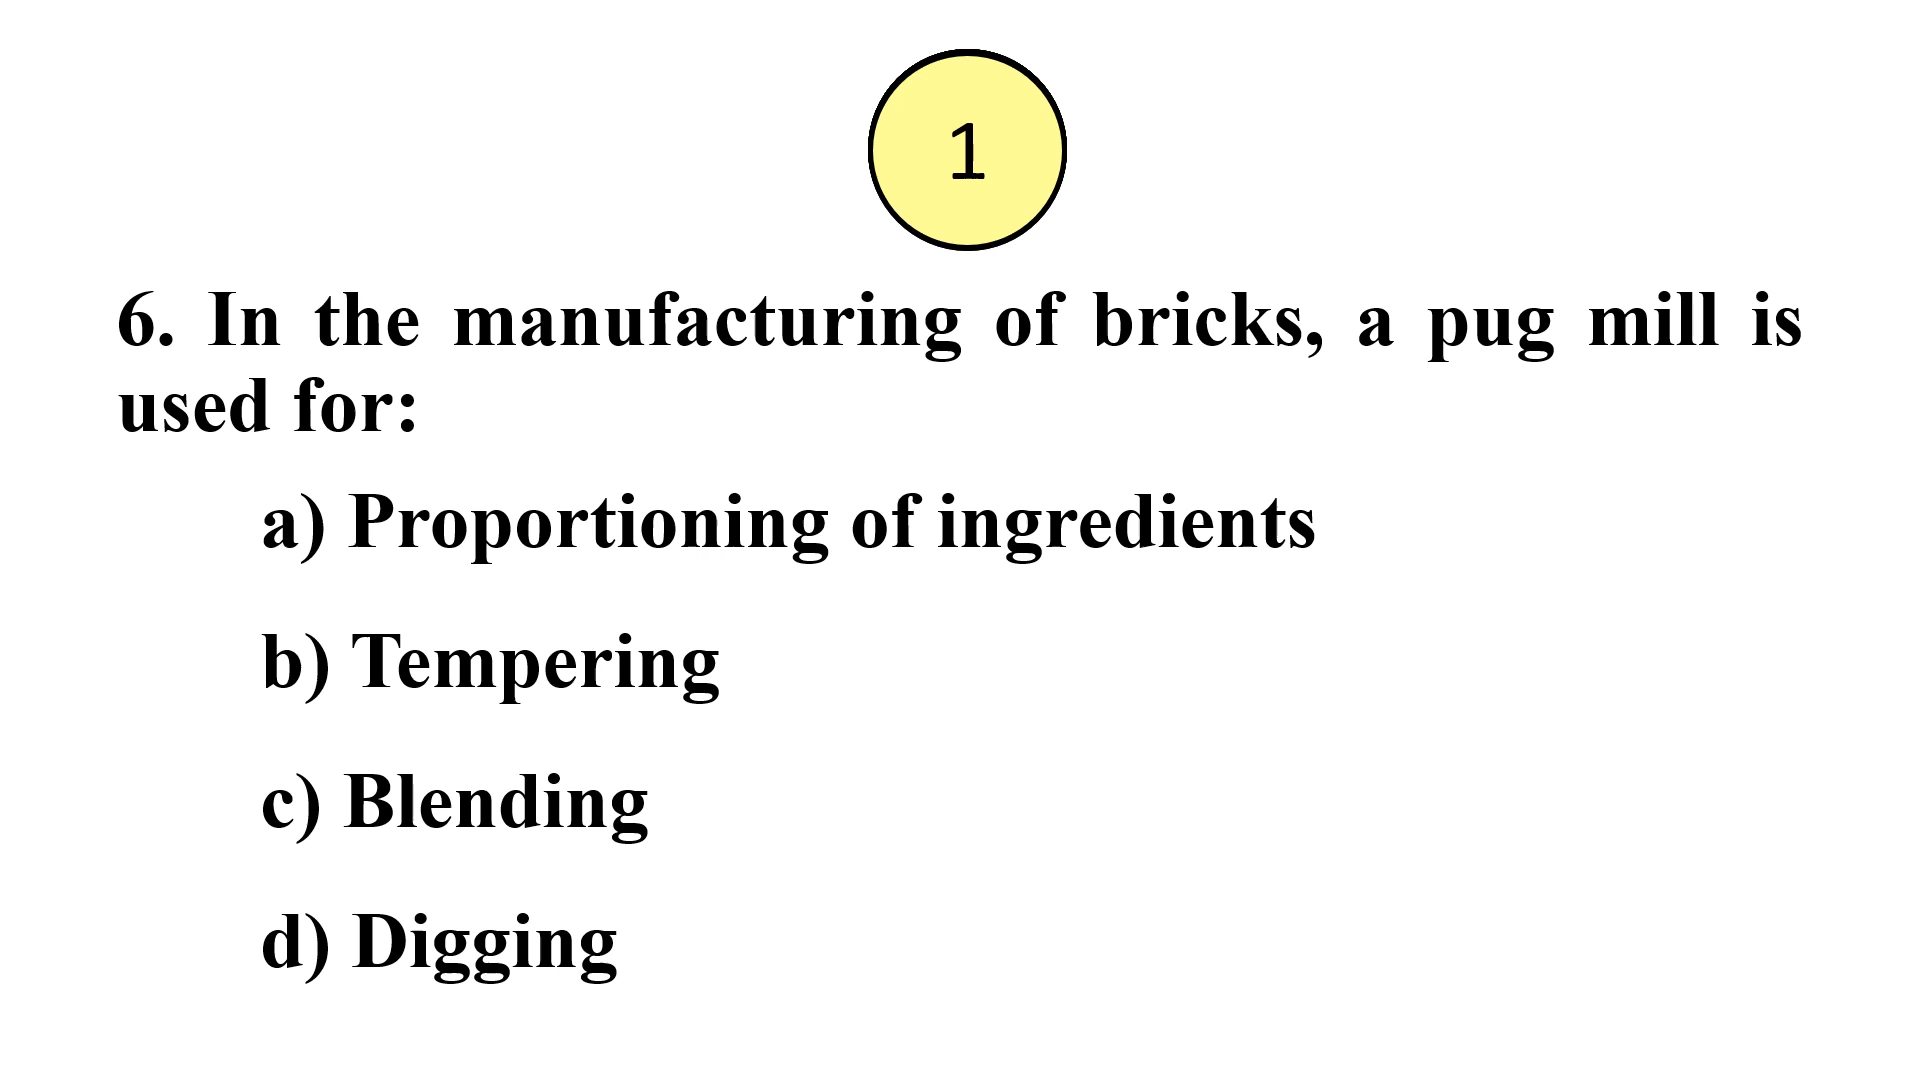 1
6. In the manufacturing of bricks, a pug mill is
used for:
a) Proportioning of ingredients
b) Tempering
c) Blending
d) Digging